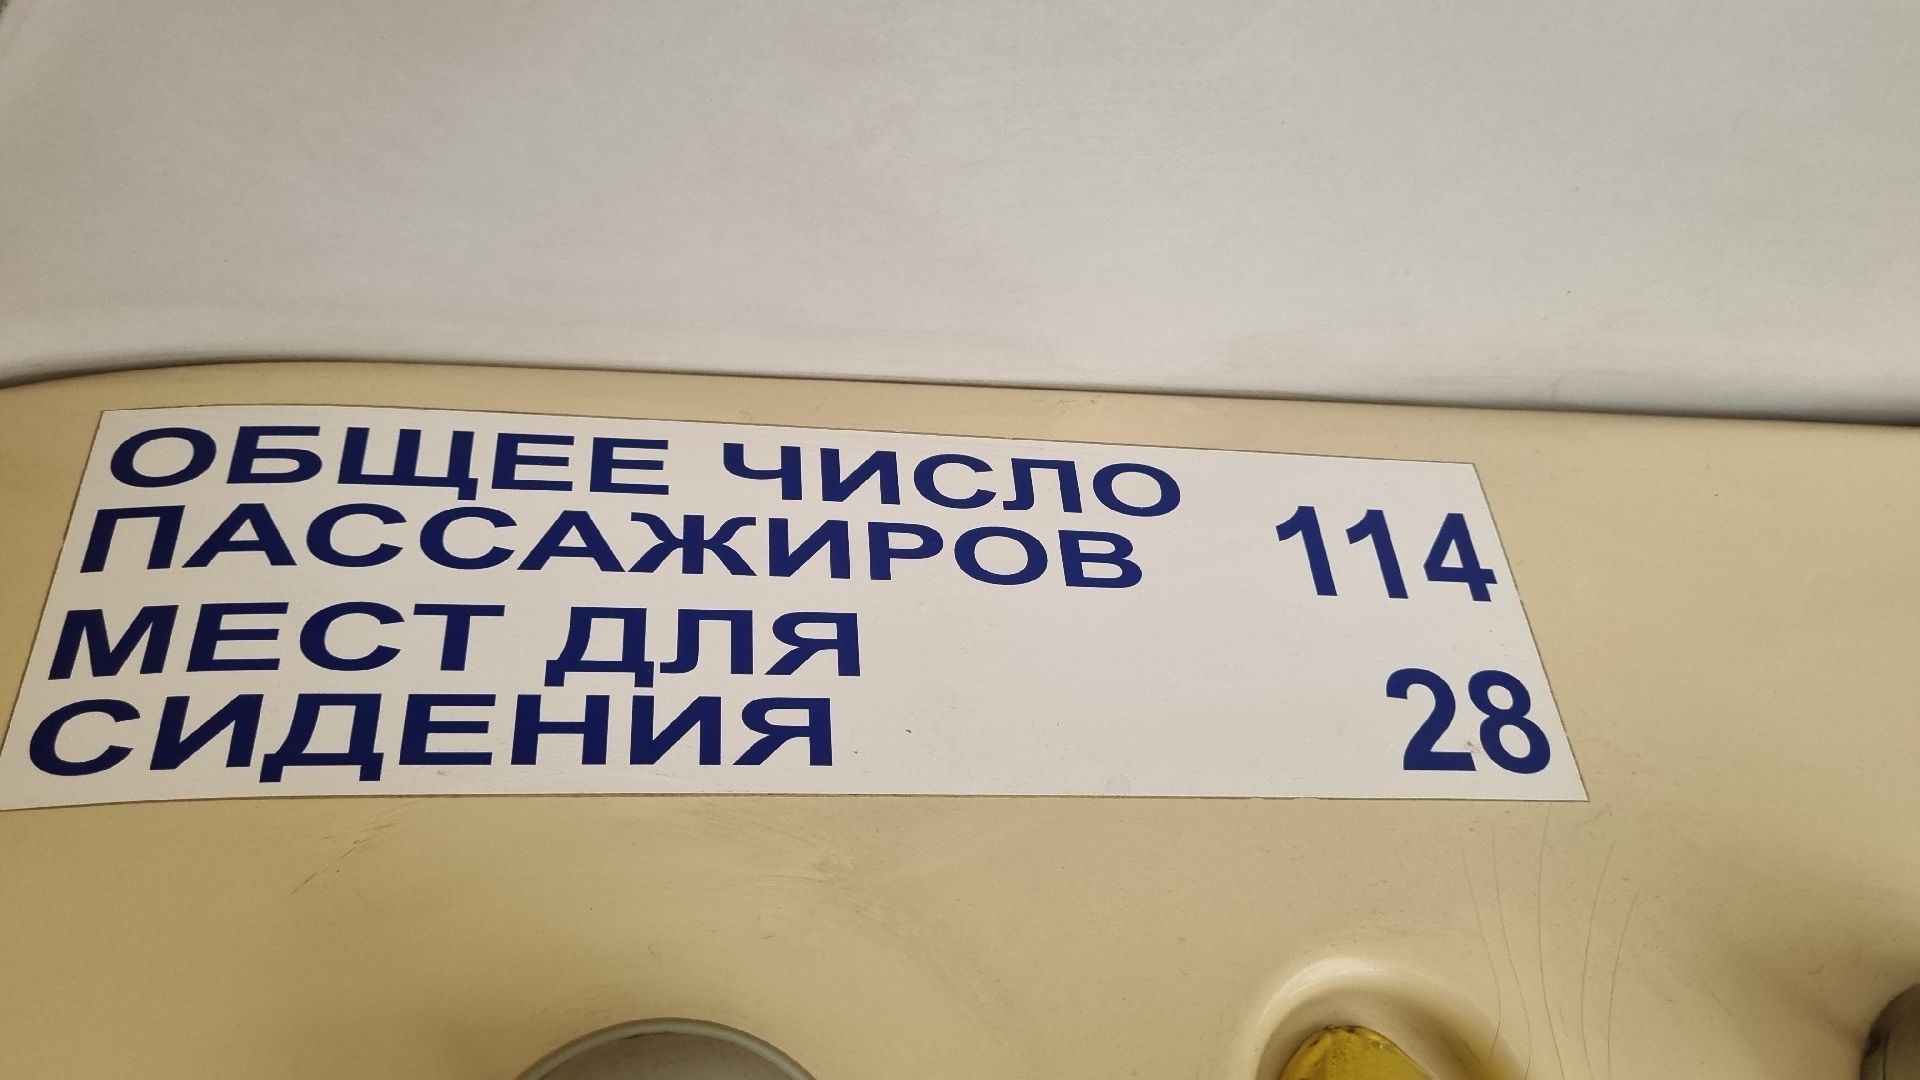 ОБЩЕЕ ЧИСЛО
ПАССАЖИРОВ 114
МЕСТ ДЛЯ
СИДЕНИЯ 28